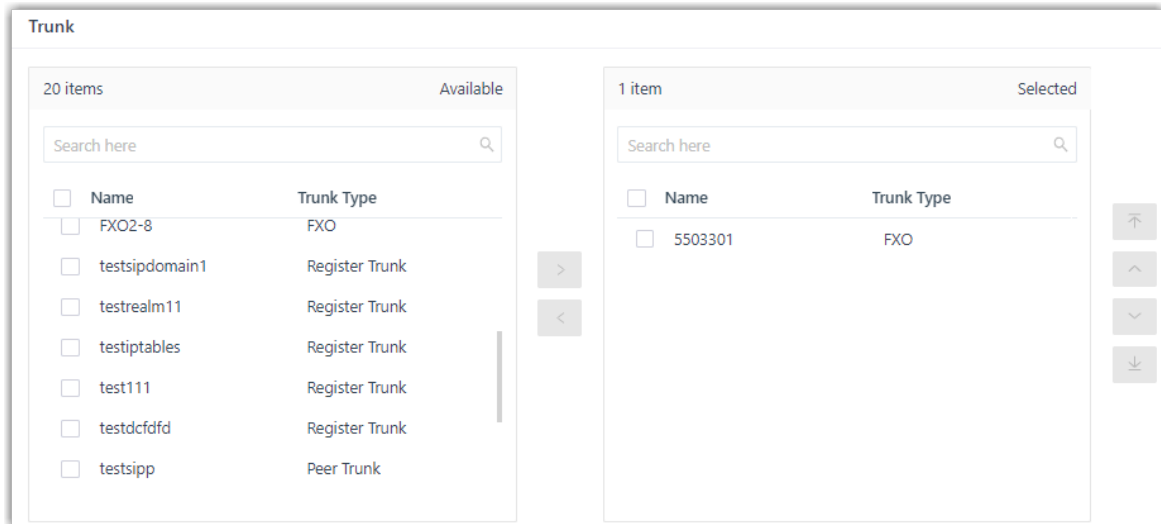 Trunk
20 items Available
Search here
Name Trunk Type
FXO2-8 FXO
testsipdomain1 Register Trunk
testrealm11 Register Trunk
testiptables Register Trunk
test111 Register Trunk
testdcfdfd Register Trunk
testsipp Peer Trunk
>
<
1 item Selected
Search here
Name Trunk Type
5503301 FXO